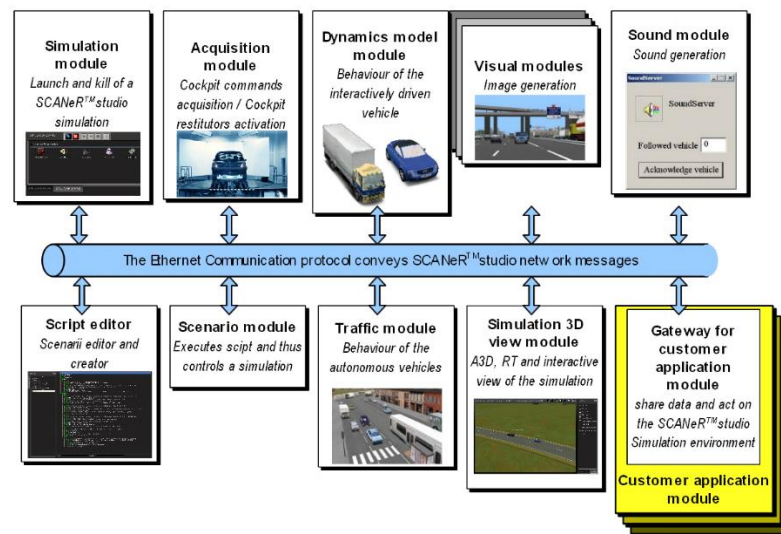 Simulation
module
Launch and kill of a
SCANeR™studio
simulation
Acquisition
module
Cockpit commands
acquisition / Cockpit
restitutors activation
Dynamics model
module
Behaviour of the
interactively driven
vehicle
Visual modules
Image generation
Sound module
Sound generation
SoundServer
SoundServer
Followed vehicle 0
Acknowledge vehicle
The Ethernet Communication protocol conveys SCANeR™studio network messages
Script editor
Scenarii editor and
creator
Scenario module
Executes scipt and thus
controls a simulation
Traffic module
Behaviour of the
autonomous vehicles
Simulation 3D
view module
A3D, RT and interactive
view of the simulation
Gateway for
customer
application
module
share data and act on
the SCANeR™studio
Simulation environment
Customer application
module